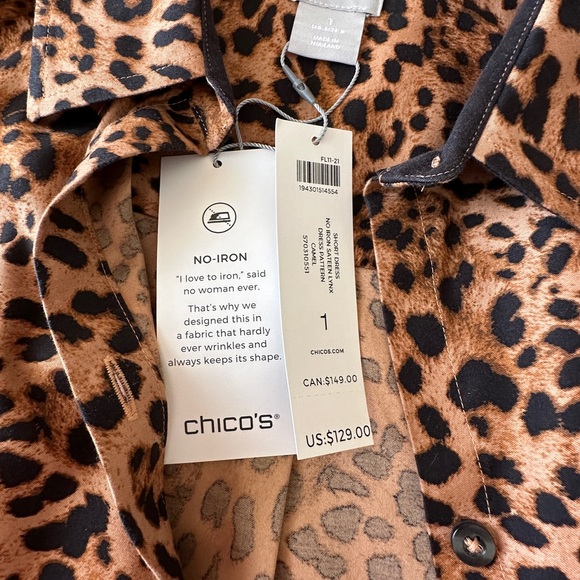 1
MADE IN
THAILAND
NO-IRON
"I love to iron," said
no woman ever.
That's why we
designed this in
a fabric that hardly
ever wrinkles and
always keeps its shape.
chico's®
FL11-21
194301514554
SHORT DRESS
NO IRON SATEEN LYNX
DRESS PATTERN
CAMEL
570310551
1
CHICOS.COM
CAN:$149.00
US:$129.00